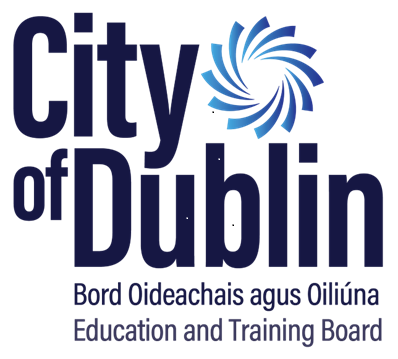 City
of Dublin
Bord Oideachais agus Oiliúna
Education and Training Board